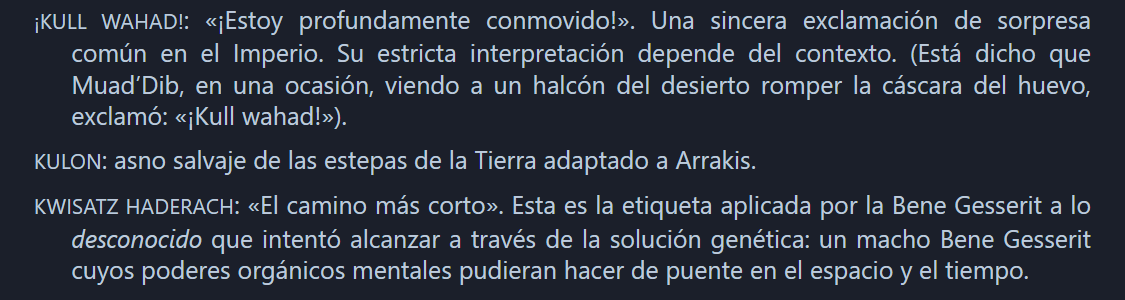 ¡KULL WAHAD!: «¡Estoy profundamente conmovido!». Una sincera exclamación de sorpresa
común en el Imperio. Su estricta interpretación depende del contexto. (Está dicho que
Muad’Dib, en una ocasión, viendo a un halcón del desierto romper la cáscara del huevo,
exclamó: «¡Kull wahad!»).
KULON: asno salvaje de las estepas de la Tierra adaptado a Arrakis.
KWISATZ HADERACH: «El camino más corto». Esta es la etiqueta aplicada por la Bene Gesserit a lo
desconocido que intentó alcanzar a través de la solución genética: un macho Bene Gesserit
cuyos poderes orgánicos mentales pudieran hacer de puente en el espacio y el tiempo.